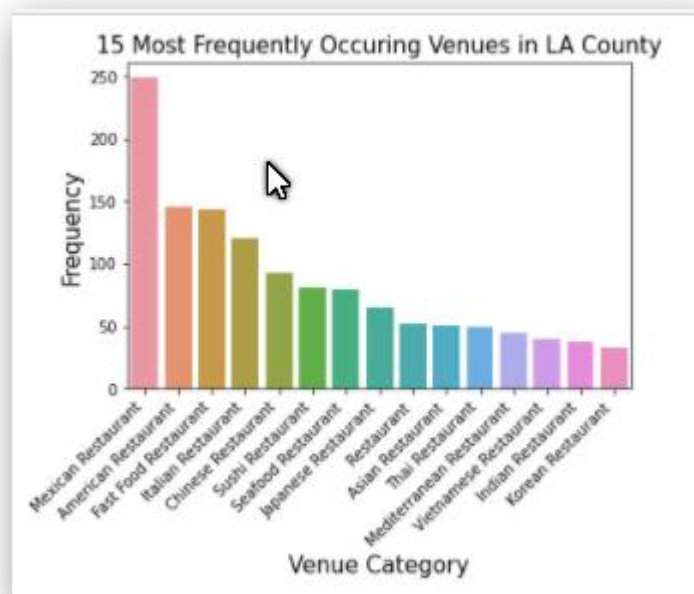 15 Most Frequently Occuring Venues in LA County
250
200
150
100
50
0
Frequency
Mexican Restaurant
American Restaurant
Fast Food Restaurant
Italian Restaurant
Chinese Restaurant
Sushi Restaurant
Seafood Restaurant
Japanese Restaurant
Restaurant
Asian Restaurant
Thai Restaurant
Mediterranean Restaurant
Vietnamese Restaurant
Indian Restaurant
Korean Restaurant
Venue Category